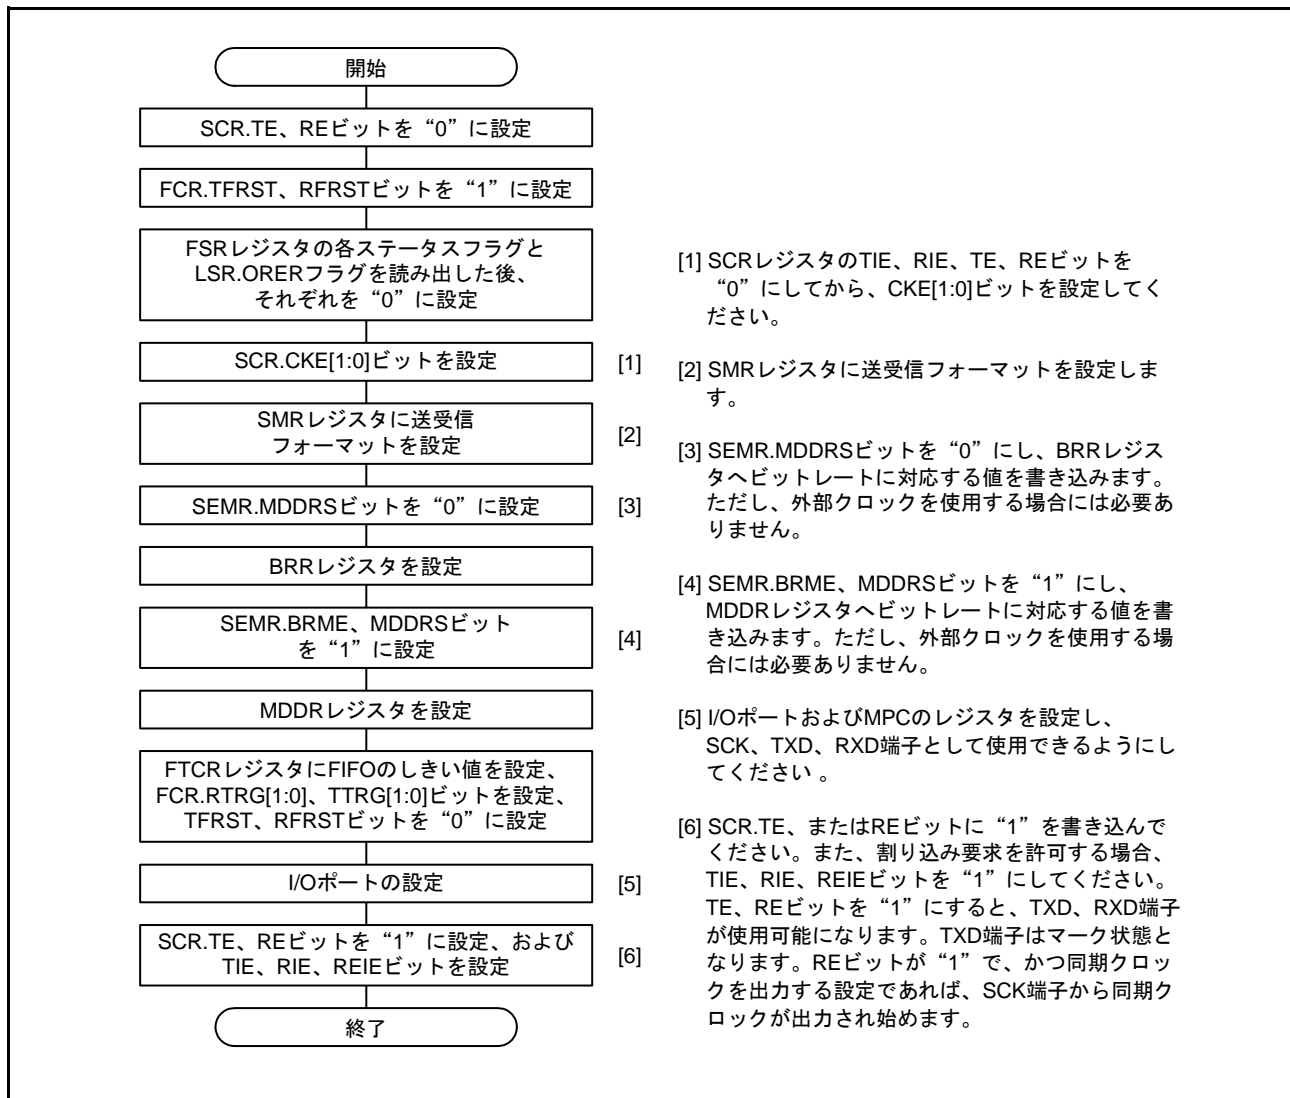 開始
SCR.TE、REビットを“0”に設定
FCR.TFRST、RFRSTビットを“1”に設定
FSRレジスタの各ステータスフラグと
LSR.ORERフラグを読み出した後、
それぞれを“0”に設定
SCR.CKE[1:0]ビットを設定
[1]
SMRレジスタに送受信
フォーマットを設定
[2]
SEMR.MDDRSビットを“0”に設定
[3]
BRRレジスタを設定
SEMR.BRME、MDDRSビット
を“1”に設定
[4]
MDDRレジスタを設定
FTCRレジスタにFIFOのしきい値を設定、
FCR.RTRG[1:0]、TTRG[1:0]ビットを設定、
TFRST、RFRSTビットを“0”に設定
I/Oポートの設定
[5]
SCR.TE、REビットを“1”に設定、および
TIE、RIE、REIEビットを設定
[6]
終了
[1] SCRレジスタのTIE、RIE、TE、REビットを
“0”にしてから、CKE[1:0]ビットを設定してく
ださい。
[2] SMRレジスタに送受信フォーマットを設定しま
す。
[3] SEMR.MDDRSビットを“0”にし、BRRレジス
タへビットレートに対応する値を書き込みます。
ただし、外部クロックを使用する場合には必要あ
りません。
[4] SEMR.BRME、MDDRSビットを“1”にし、
MDDRレジスタへビットレートに対応する値を書
き込みます。ただし、外部クロックを使用する場
合には必要ありません。
[5] I/OポートおよびMPCのレジスタを設定し、
SCK、TXD、RXD端子として使用できるようにし
てください 。
[6] SCR.TE、またはREビットに“1”を書き込んで
ください。また、割り込み要求を許可する場合、
TIE、RIE、REIEビットを“1”にしてください。
TE、REビットを“1”にすると、TXD、RXD端子
が使用可能になります。TXD端子はマーク状態と
なります。REビットが“1”で、かつ同期クロッ
クを出力する設定であれば、SCK端子から同期ク
ロックが出力され始めます。